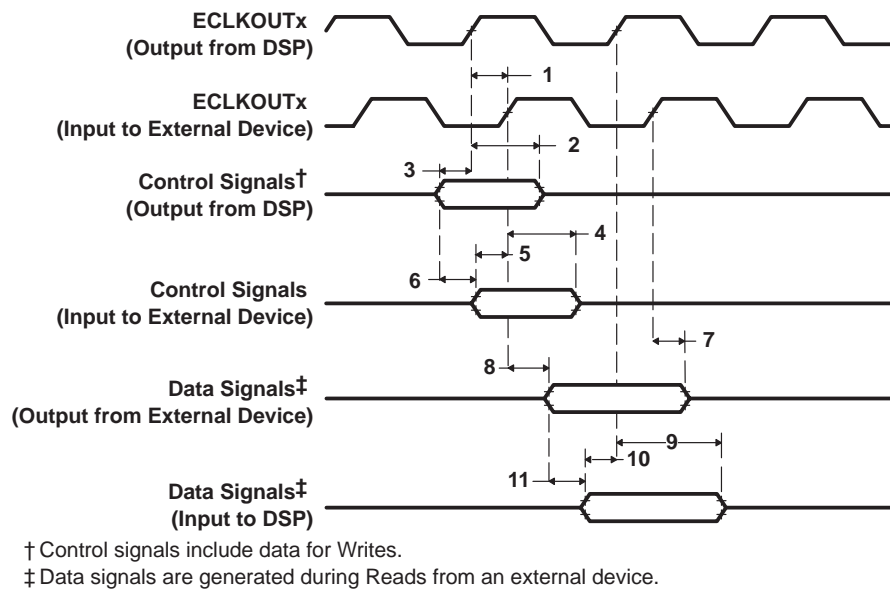 ECLKOUTx
(Output from DSP)
1
ECLKOUTx
(Input to External Device)
2
3
Control Signals†
(Output from DSP)
4
5
6
Control Signals
(Input to External Device)
7
8
Data Signals‡
(Output from External Device)
9
10
11
Data Signals‡
(Input to DSP)
† Control signals include data for Writes.
‡ Data signals are generated during Reads from an external device.